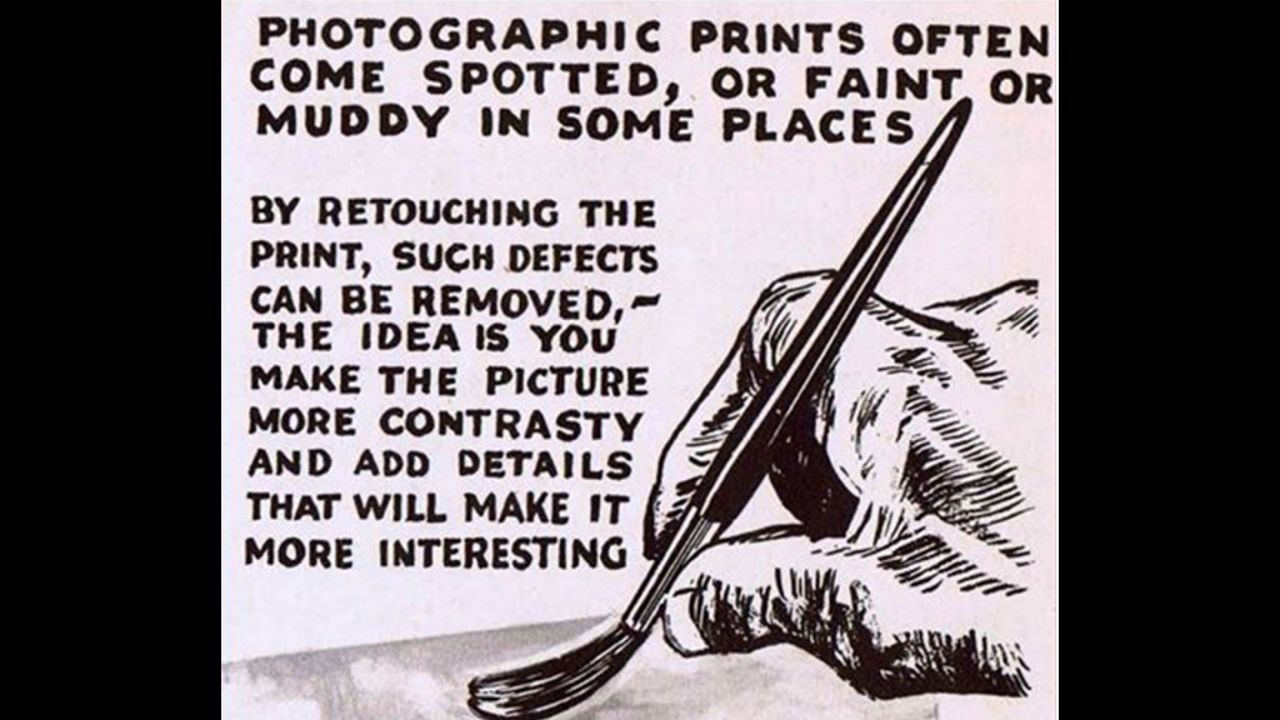 PHOTOGRAPHIC PRINTS OFTEN
COME SPOTTED, OR FAINT OR
MUDDY IN SOME PLACES
BY RETOUCHING THE
PRINT, SUCH DEFECTS
CAN BE REMOVED,-
THE IDEA IS YOU
MAKE THE PICTURE
MORE CONTRASTY
AND ADD DETAILS
THAT WILL MAKE IT
MORE INTERESTING